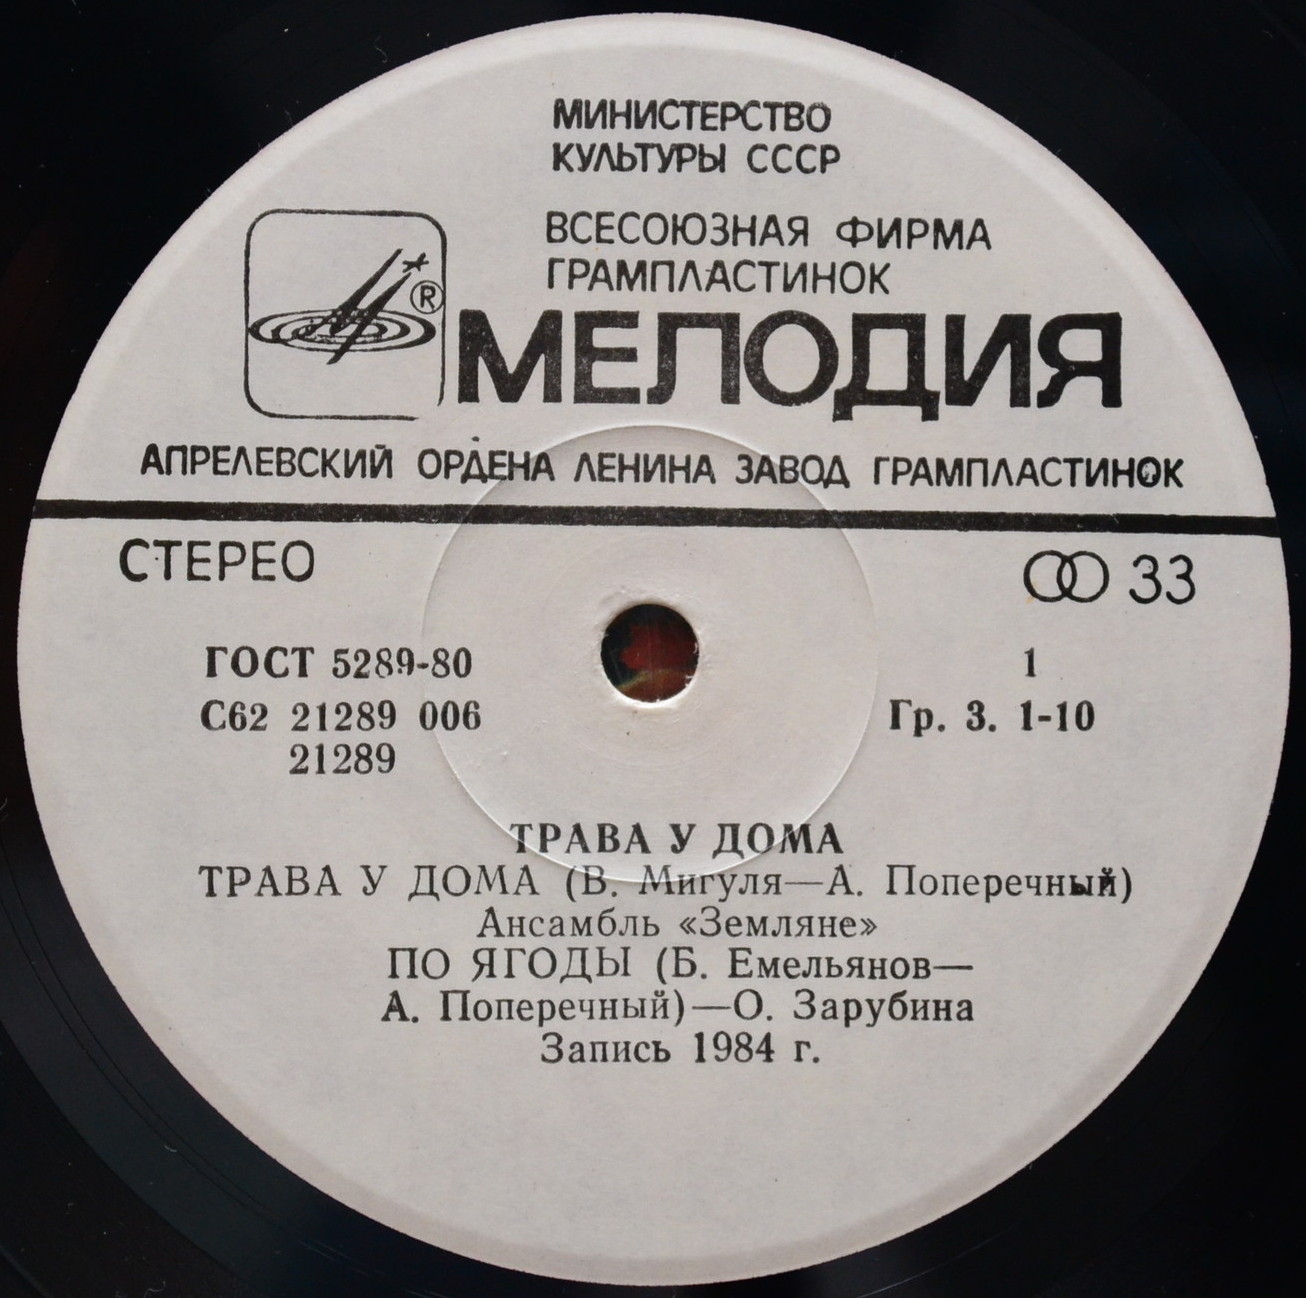 МИНИСТЕРСТВО
КУЛЬТУРЫ СССР
ВСЕСОЮЗНАЯ ФИРМА
ГРАМПЛАСТИНОК
®
МЕЛОДИЯ
АПРЕЛЕВСКИЙ ОРДЕНА ЛЕНИНА ЗАВОД ГРАМПЛАСТИНОК
СТЕРЕО
33
ГОСТ 5289-80
1
С62 21289 006
Гр. 3. 1-10
21289
ТРАВА У ДОМА
ТРАВА У ДОМА (В. Мигуля—А. Поперечный)
Ансамбль «Земляне»
ПО ЯГОДЫ (Б. Емельянов—
А. Поперечный)—О. Зарубина
Запись 1984 г.